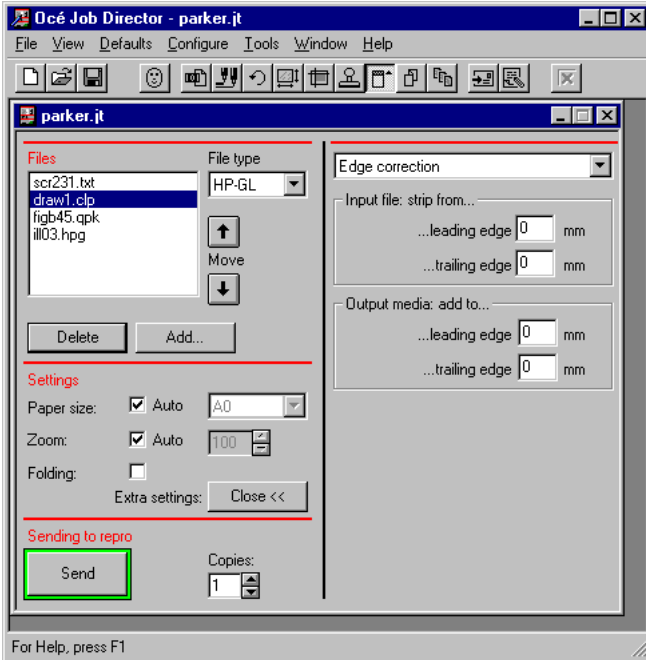 Océ Job Director - parker.jt
File View Defaults Configure Tools Window Help
parker.jt
Files
File type
scr231.txt
draw1.clp
figb45.qpk
ill03.hpg
HP-GL
Move
Delete
Add...
Settings
Paper size:
Auto
A0
Zoom:
Auto
100
Folding:
Extra settings:
Close <<
Sending to repro
Send
Copies:
1
Edge correction
Input file: strip from...
...leading edge 0 mm
...trailing edge 0 mm
Output media: add to...
...leading edge 0 mm
...trailing edge 0 mm
For Help, press F1